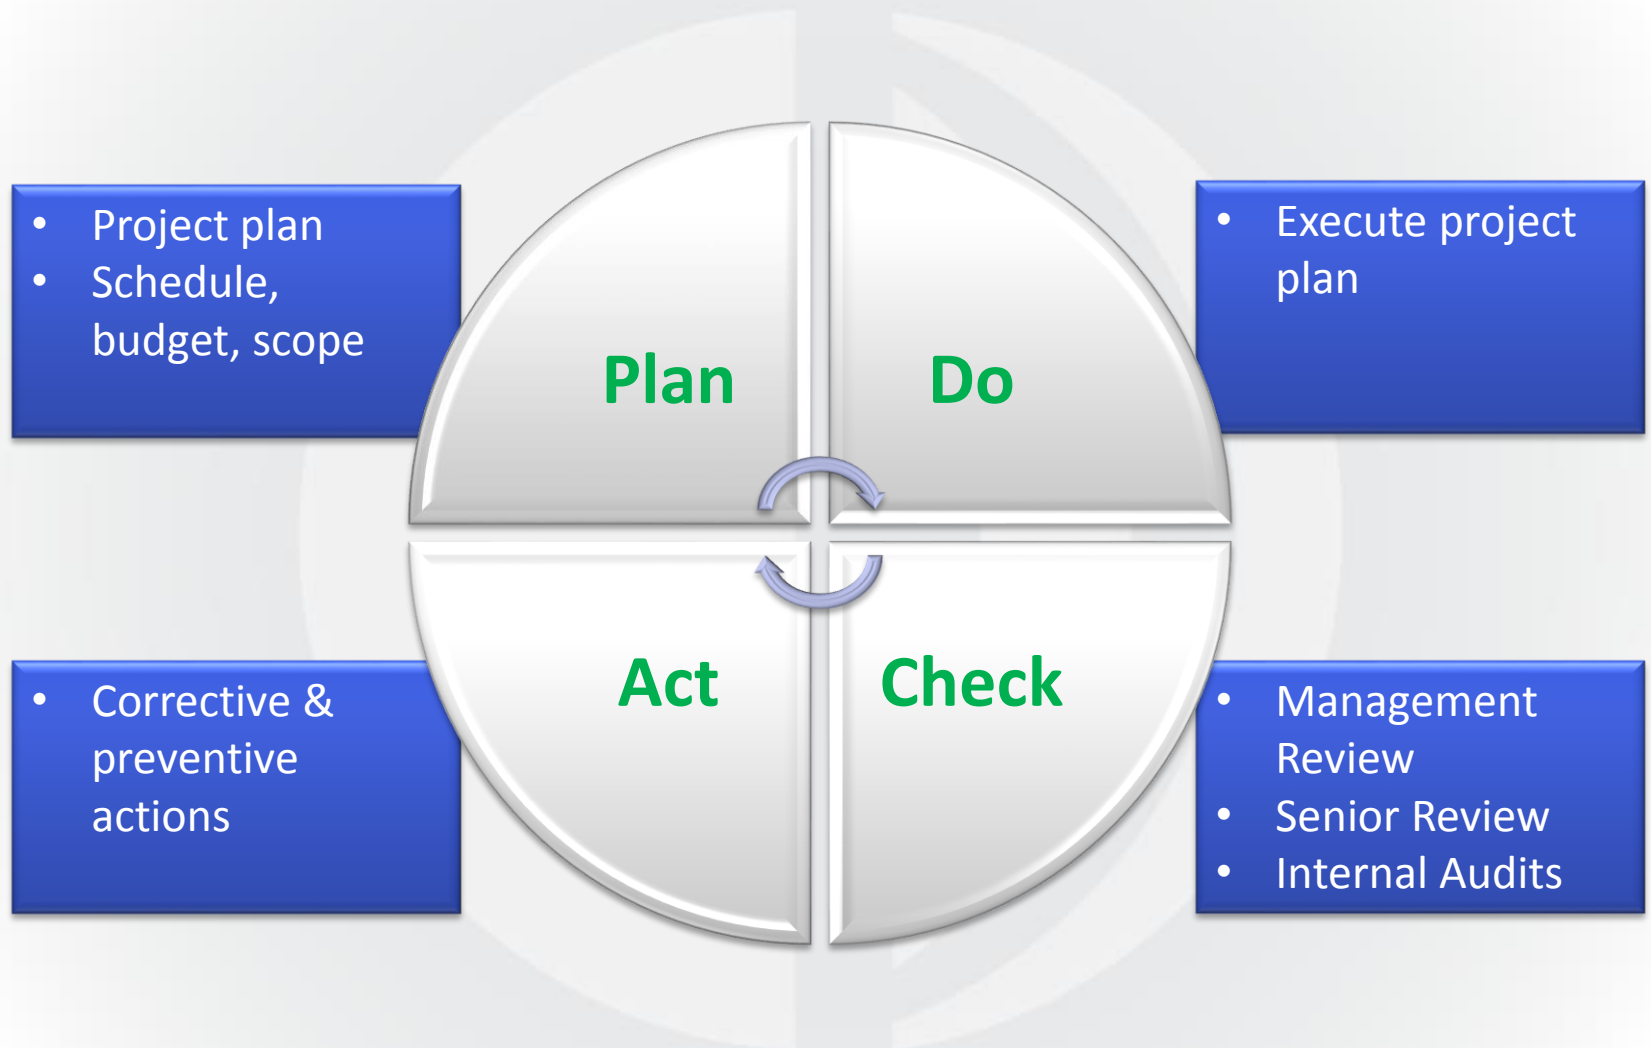 • Project plan
• Schedule,
budget, scope
Plan
Do
• Execute project
plan
• Corrective &
preventive
actions
Act
Check
• Management
Review
• Senior Review
• Internal Audits